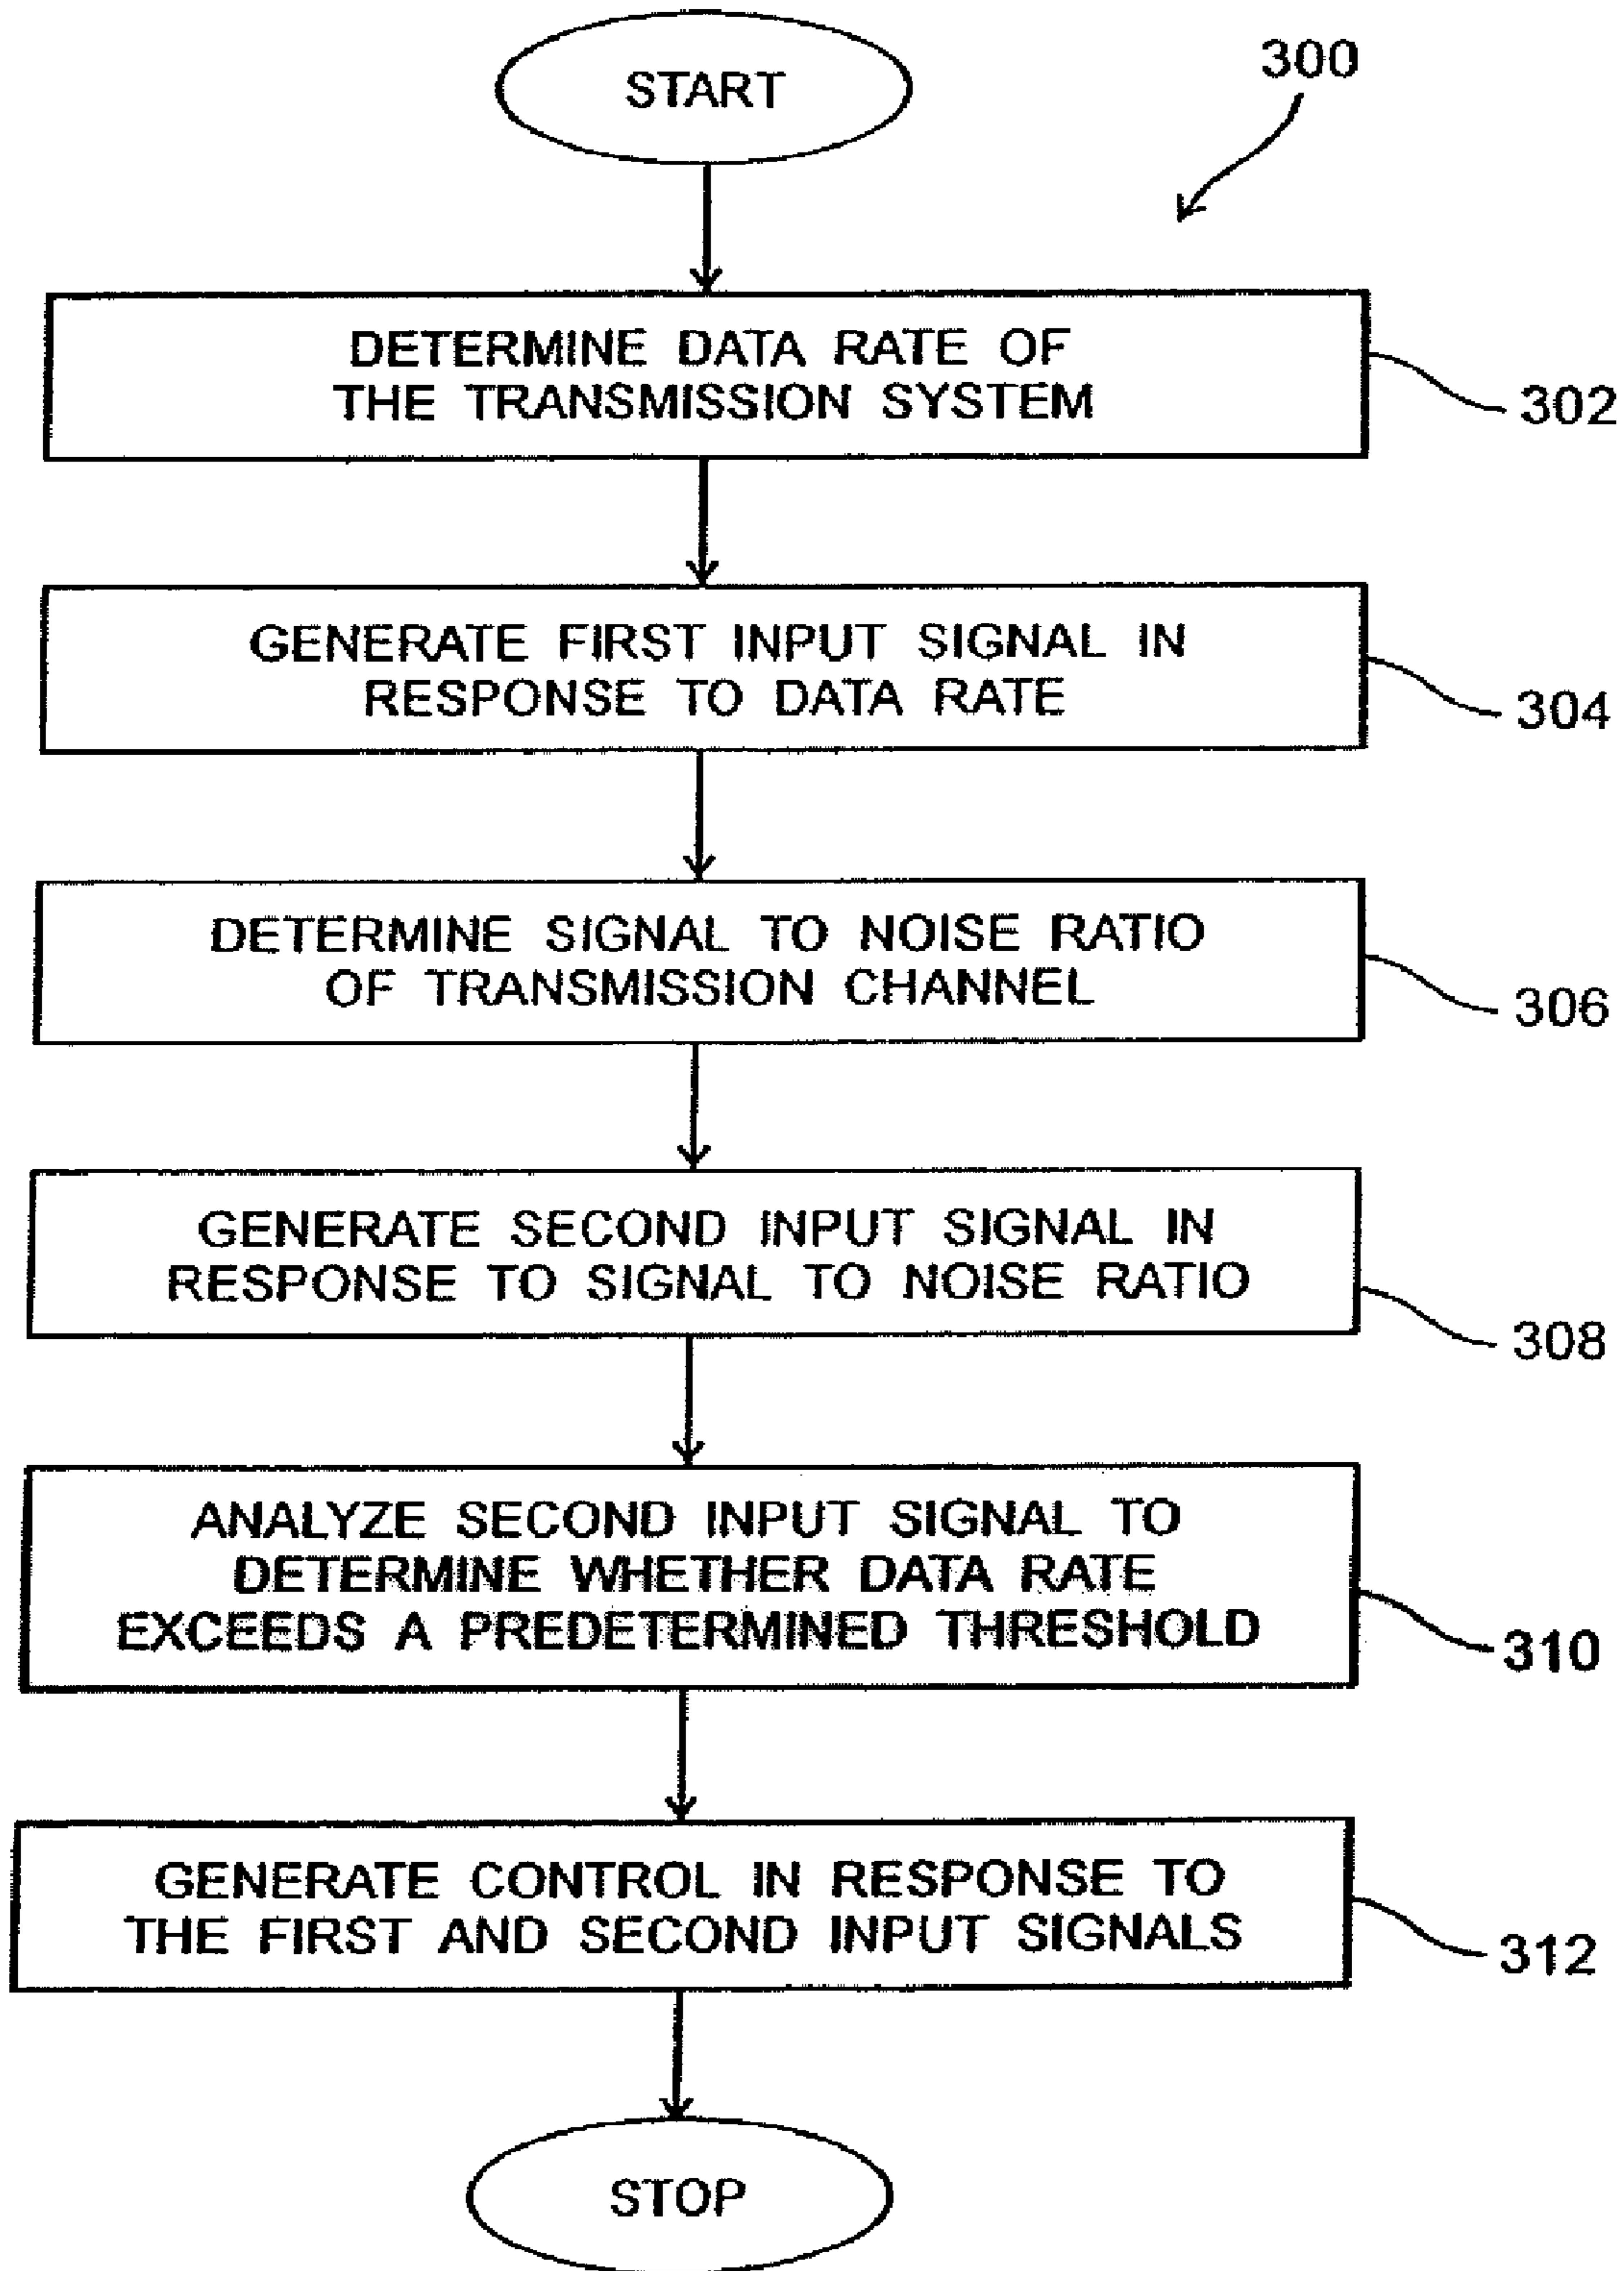 START
300
DETERMINE DATA RATE OF
THE TRANSMISSION SYSTEM
302
GENERATE FIRST INPUT SIGNAL IN
RESPONSE TO DATA RATE
304
DETERMINE SIGNAL TO NOISE RATIO
OF TRANSMISSION CHANNEL
306
GENERATE SECOND INPUT SIGNAL IN
RESPONSE TO SIGNAL TO NOISE RATIO
308
ANALYZE SECOND INPUT SIGNAL TO
DETERMINE WHETHER DATA RATE
EXCEEDS A PREDETERMINED THRESHOLD
310
GENERATE CONTROL IN RESPONSE TO
THE FIRST AND SECOND INPUT SIGNALS
312
STOP